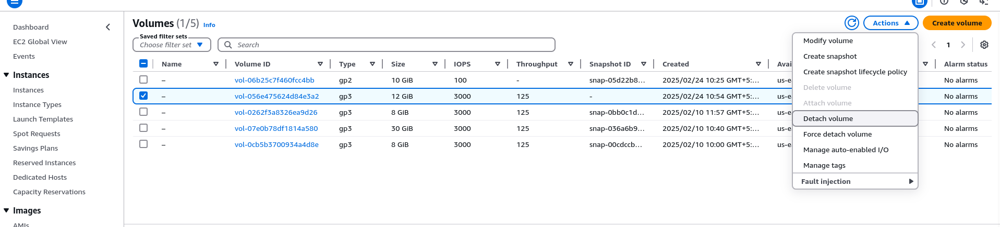 Dashboard
EC2 Global View
Events
Instances
Instances
Instance Types
Launch Templates
Spot Requests
Savings Plans
Reserved Instances
Dedicated Hosts
Capacity Reservations
Images
AMIs
Volumes (1/5) Info
Actions
Create volume
Saved filter sets
Choose filter set
Search
1
Name Volume ID Type Size IOPS Throughput Snapshot ID Created Avai Alarm status
– vol-06b25c7f460fcc4bb gp2 10 GiB 100 - snap-05d22b8... 2025/02/24 10:25 GMT+5:... us-e No alarms
– vol-056e475624d84e3a2 gp3 12 GiB 3000 125 - 2025/02/24 10:54 GMT+5:... us-e No alarms
– vol-0262f3a8326ea9d26 gp3 8 GiB 3000 125 snap-0bb0c1d... 2025/02/10 11:57 GMT+5:... us-e No alarms
– vol-07e0b78df1814a580 gp3 30 GiB 3000 125 snap-036a6b9... 2025/02/10 10:40 GMT+5:... us-e No alarms
– vol-0cb5b3700934a4d8e gp3 8 GiB 3000 125 snap-00cdccb... 2025/02/10 10:00 GMT+5:... us-e No alarms
Modify volume
Create snapshot
Create snapshot lifecycle policy
Delete volume
Attach volume
Detach volume
Force detach volume
Manage auto-enabled I/O
Manage tags
Fault injection